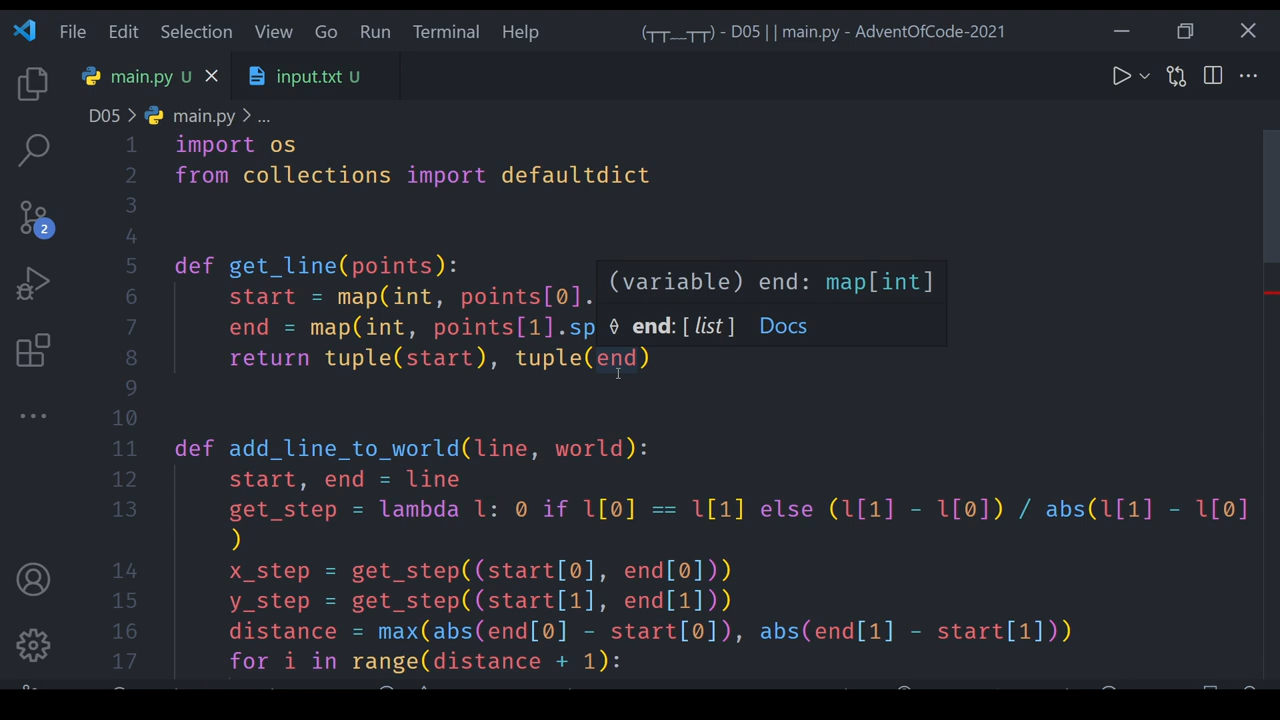 File Edit Selection View Go Run Terminal Help (┬┬﹏┬┬) - D05 || main.py - AdventOfCode-2021
main.py U input.txt U
D05 > main.py > ...
1 import os
2 from collections import defaultdict
3
4
5 def get_line(points):
(variable) end: map[int]
6 start = map(int, points[0].
7 end = map(int, points[1].sp
end: [ list ] Docs
8 return tuple(start), tuple(end)
9
10
11 def add_line_to_world(line, world):
12 start, end = line
13 get_step = lambda l: 0 if l[0] == l[1] else (l[1] - l[0]) / abs(l[1] - l[0]
)
14 x_step = get_step((start[0], end[0]))
15 y_step = get_step((start[1], end[1]))
16 distance = max(abs(end[0] - start[0]), abs(end[1] - start[1]))
17 for i in range(distance + 1):
2